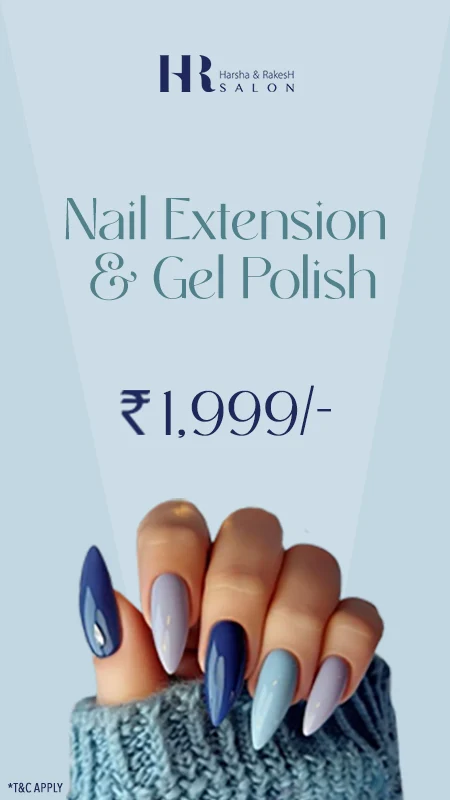 HR Harsha & RakesH
SALON
Nail Extension
& Gel Polish
₹1,999/-
*T&C APPLY